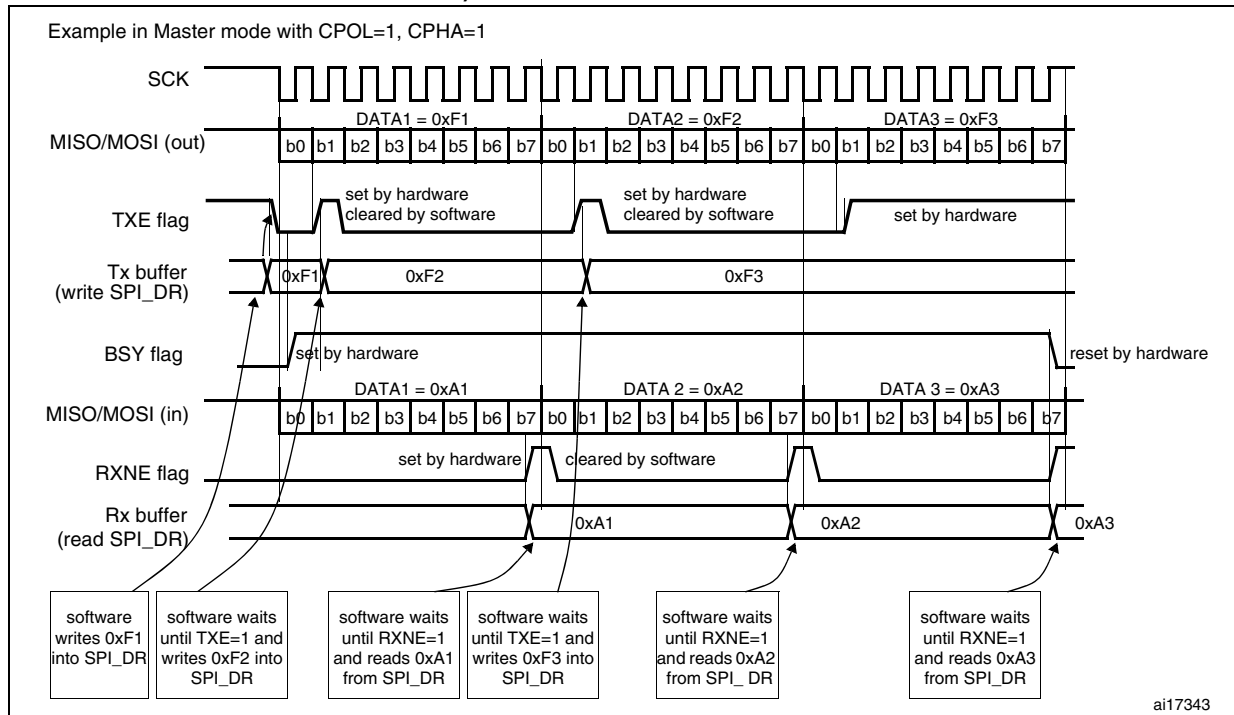 Example in Master mode with CPOL=1, CPHA=1
SCK
DATA1 = 0xF1
DATA2 = 0xF2
DATA3 = 0xF3
MISO/MOSI (out)
b0 b1 b2 b3 b4 b5 b6 b7 b0 b1 b2 b3 b4 b5 b6 b7 b0 b1 b2 b3 b4 b5 b6 b7
TXE flag
set by hardware
cleared by software
set by hardware
cleared by software
set by hardware
Tx buffer
(write SPI_DR)
0xF1
0xF2
0xF3
BSY flag
set by hardware
reset by hardware
DATA1 = 0xA1
DATA 2 = 0xA2
DATA 3 = 0xA3
MISO/MOSI (in)
b0 b1 b2 b3 b4 b5 b6 b7 b0 b1 b2 b3 b4 b5 b6 b7 b0 b1 b2 b3 b4 b5 b6 b7
RXNE flag
set by hardware
cleared by software
Rx buffer
(read SPI_DR)
0xA1
0xA2
0xA3
software
writes 0xF1
into SPI_DR
software waits
until TXE=1 and
writes 0xF2 into
SPI_DR
software waits
until RXNE=1
and reads 0xA1
from SPI_DR
software waits
until TXE=1 and
writes 0xF3 into
SPI_DR
software waits
until RXNE=1
and reads 0xA2
from SPI_ DR
software waits
until RXNE=1
and reads 0xA3
from SPI_DR
ai17343